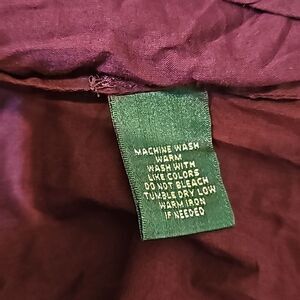 MACHINE WASH
WARM
WASH WITH
LIKE COLORS
DO NOT BLEACH
TUMBLE DRY LOW
WARM IRON
IF NEEDED